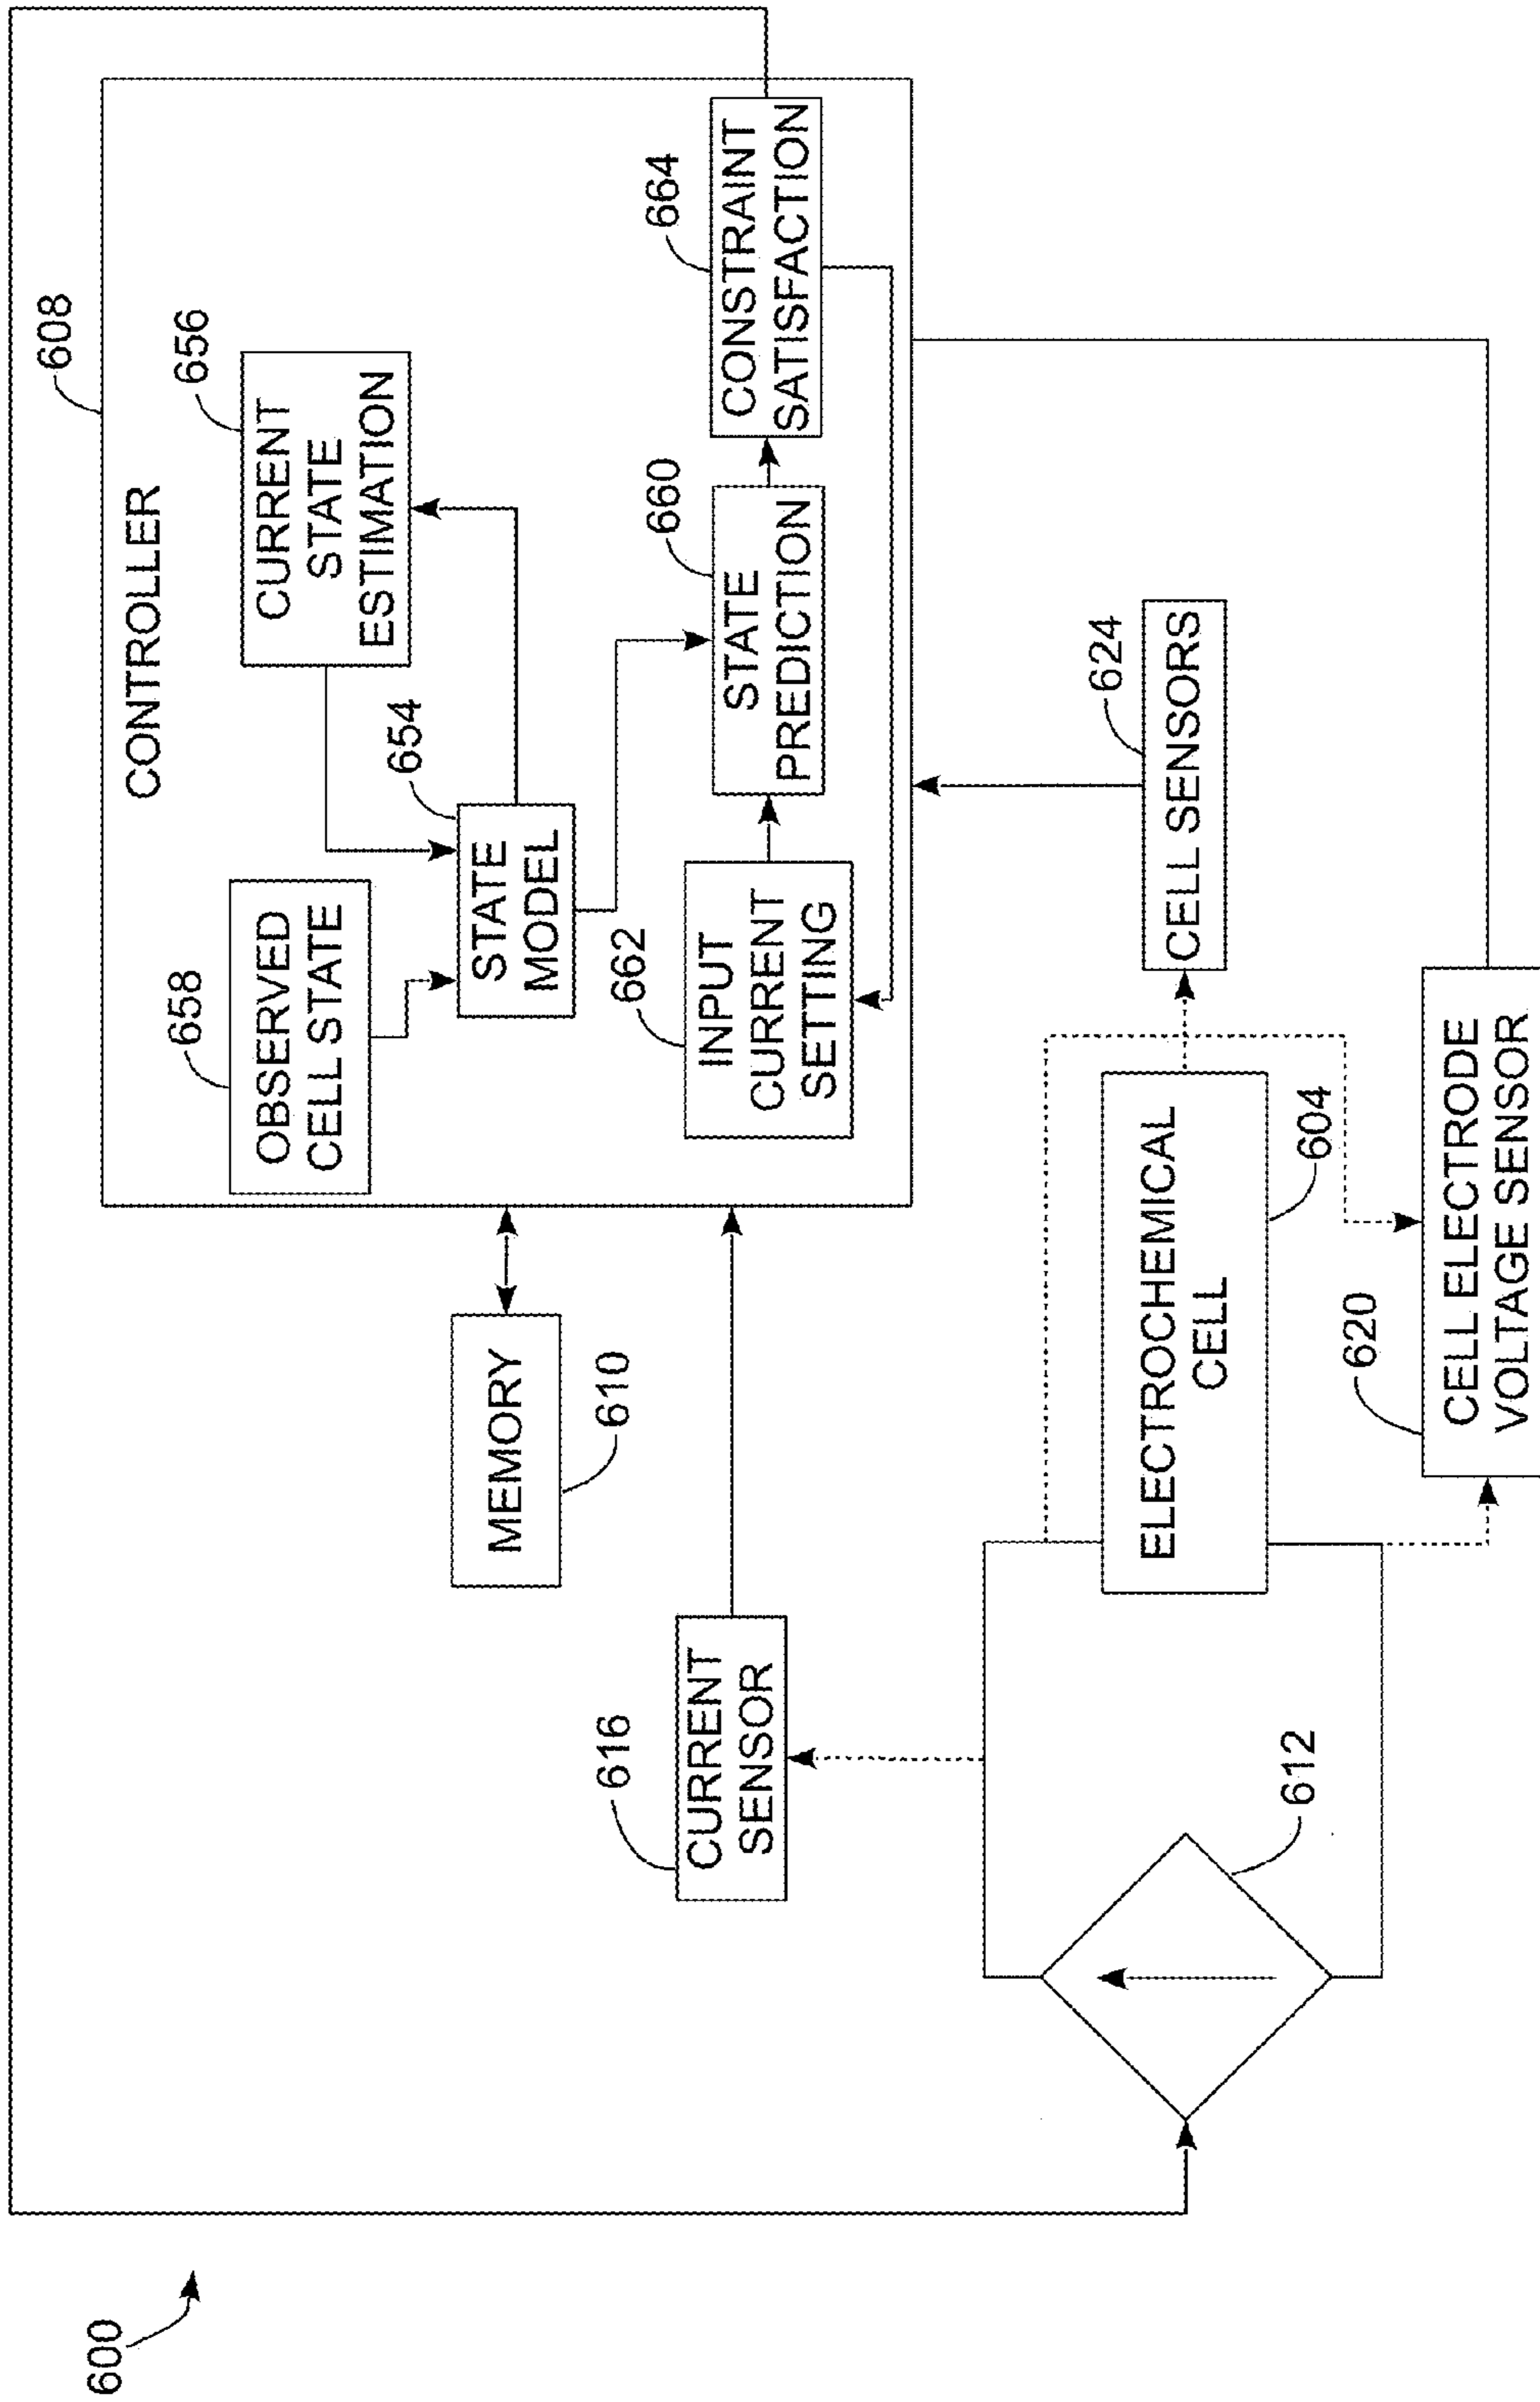 600
608
CONTROLLER
658
OBSERVED
CELL STATE
656
CURRENT
STATE
ESTIMATION
654
STATE
MODEL
662
INPUT
CURRENT
SETTING
660
STATE
PREDICTION
664
CONSTRAINT
SATISFACTION
MEMORY
610
616
CURRENT
SENSOR
612
ELECTROCHEMICAL
CELL
604
624
CELL SENSORS
620
CELL ELECTRODE
VOLTAGE SENSOR